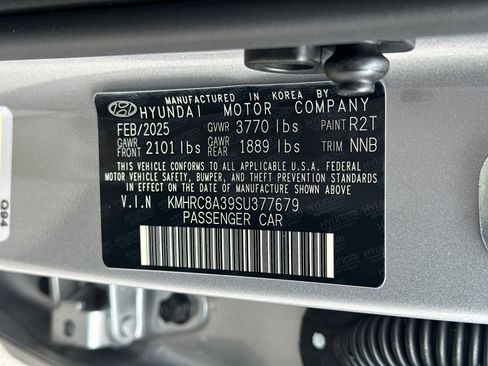 MANUFACTURED IN KOREA BY
HYUNDAI MOTOR COMPANY
FEB/2025 GVWR 3770 lbs PAINT R2T
GAWR FRONT 2101 lbs GAWR REAR 1889 lbs TRIM NNB
THIS VEHICLE CONFORMS TO ALL APPLICABLE U.S.A. FEDERAL
MOTOR VEHICLE SAFETY, BUMPER, AND THEFT PREVENTION STANDARDS
IN EFFECT ON THE DATE OF MANUFACTURE SHOWN ABOVE.
V.I.N KMHRC8A39SU377679
PASSENGER CAR
Q94